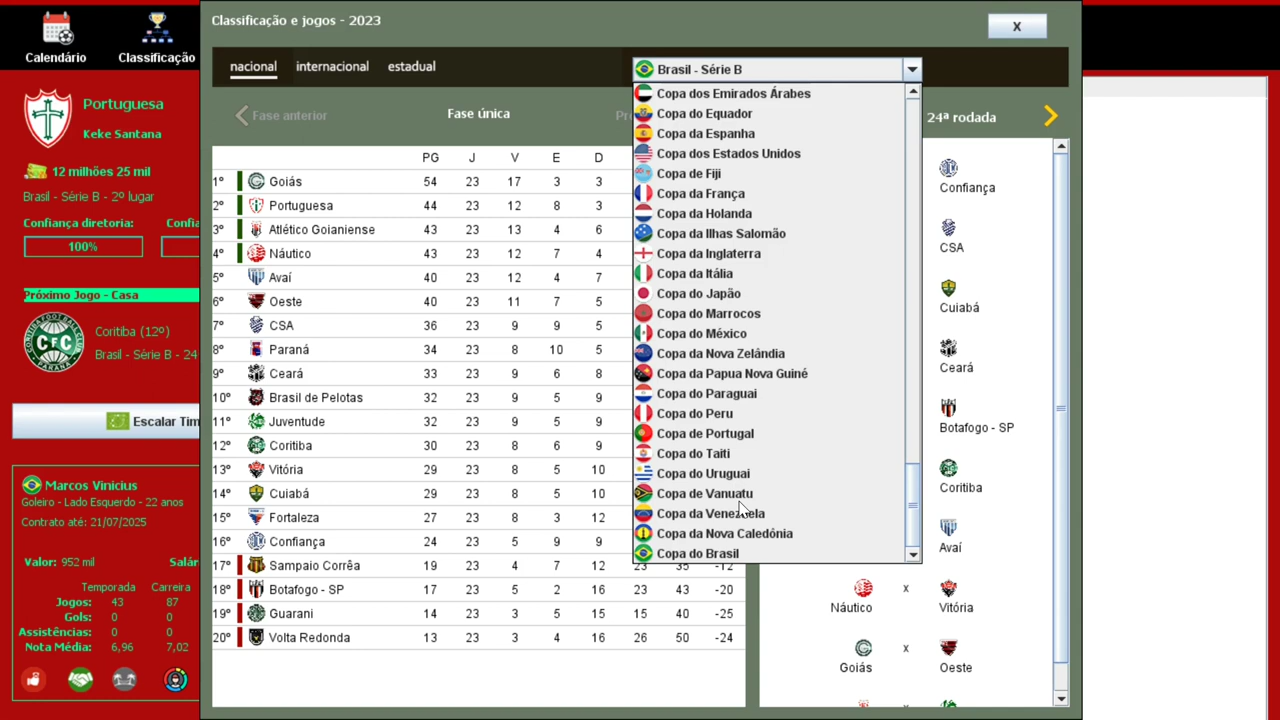 Classificação e jogos - 2023
X
Calendário
Classificação
nacional
internacional
estadual
Brasil - Série B
Portuguesa
Keke Santana
12 milhões 25 mil
Brasil - Série B - 2º lugar
Confiança diretoria:
Confia
100%
Próximo Jogo - Casa
Coritiba (12º)
Brasil - Série B - 24
Escalar Tim
Marcos Vinicius
Goleiro - Lado Esquerdo - 22 anos
Contrato até: 21/07/2025
Valor: 952 mil
Salár
Temporada Carreira
Jogos: 43 87
Gols: 0 0
Assistências: 0 0
Nota Média: 6,96 7,02
Fase anterior
Fase única
Pr
PG J V E D
1º Goiás 54 23 17 3 3
2º Portuguesa 44 23 12 8 3
3º Atlético Goianiense 43 23 13 4 6
4º Náutico 43 23 12 7 4
5º Avaí 40 23 12 4 7
6º Oeste 40 23 11 7 5
7º CSA 36 23 9 9 5
8º Paraná 34 23 8 10 5
9º Ceará 33 23 9 6 8
10º Brasil de Pelotas 32 23 9 5 9
11º Juventude 32 23 9 5 9
12º Coritiba 30 23 8 6 9
13º Vitória 29 23 8 5 10
14º Cuiabá 29 23 8 5 10
15º Fortaleza 27 23 8 3 12
16º Confiança 24 23 5 9 9
17º Sampaio Corrêa 19 23 4 7 12 23 35 -12
18º Botafogo - SP 17 23 5 2 16 23 43 -20
19º Guarani 14 23 3 5 15 15 40 -25
20º Volta Redonda 13 23 3 4 16 26 50 -24
Copa dos Emirados Árabes
Copa do Equador
Copa da Espanha
Copa dos Estados Unidos
Copa de Fiji
Copa da França
Copa da Holanda
Copa da Ilhas Salomão
Copa da Inglaterra
Copa da Itália
Copa do Japão
Copa do Marrocos
Copa do México
Copa da Nova Zelândia
Copa da Papua Nova Guiné
Copa do Paraguai
Copa do Peru
Copa de Portugal
Copa do Taiti
Copa do Uruguai
Copa de Vanuatu
Copa da Venezuela
Copa da Nova Caledónia
Copa do Brasil
24ª rodada
Confiança
CSA
Cuiabá
Ceará
Botafogo - SP
Coritiba
Avaí
Náutico x Vitória
Goiás x Oeste